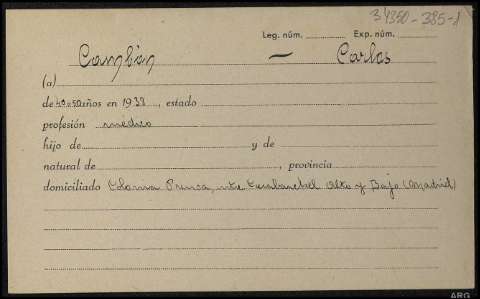 34350-385-1
Leg. núm. Exp. núm.
— Carlos
(a)
de 40 a 50 años en 1938, estado
profesión médico
hijo de y de
natural de , provincia
domiciliado Colonia Prensa, entre Carabanchel Alto y Bajo (Madrid)
ARG